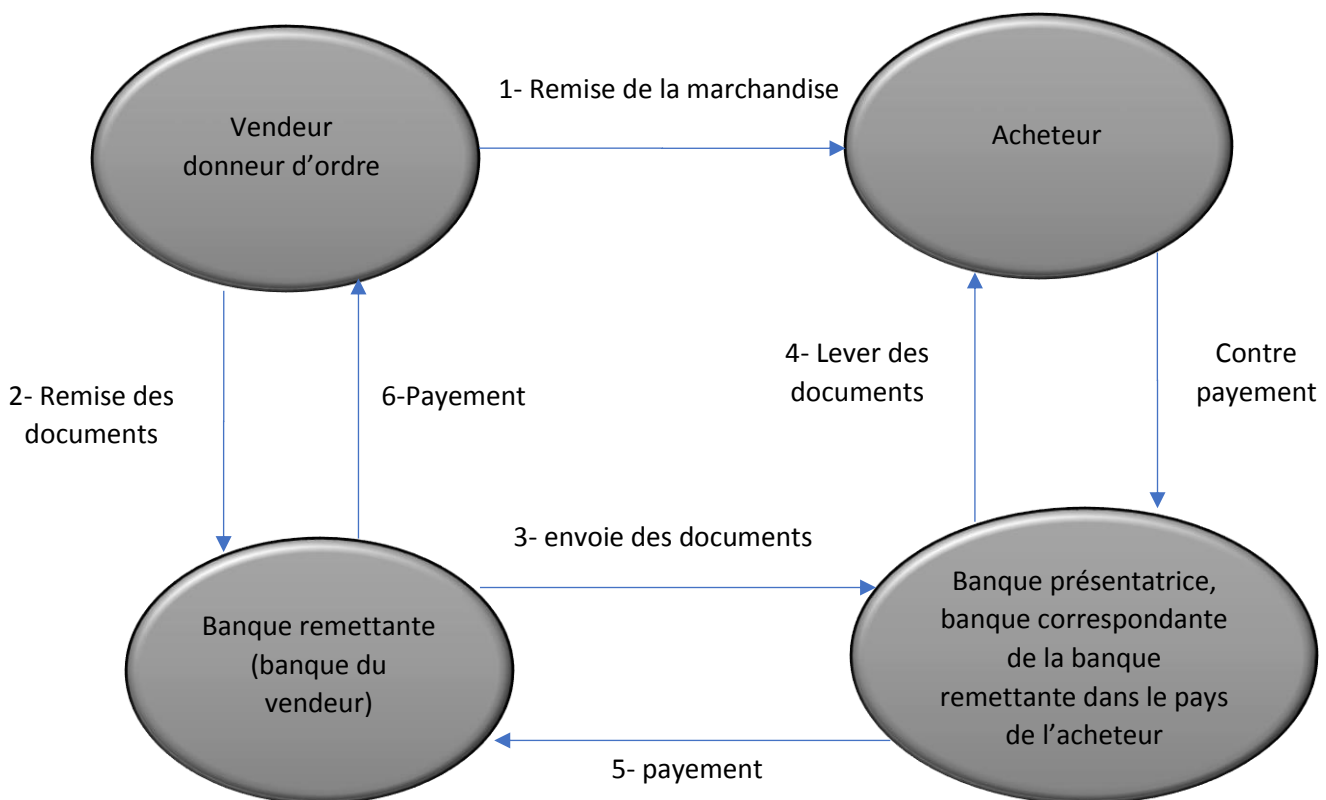 1- Remise de la marchandise
Vendeur
donneur d’ordre
Acheteur
2- Remise des
documents
6-Payement
4- Lever des
documents
Contre
payement
3- envoie des documents
Banque remettante
(banque du
vendeur)
Banque présentatrice,
banque correspondante
de la banque
remettante dans le pays
de l’acheteur
5- payement